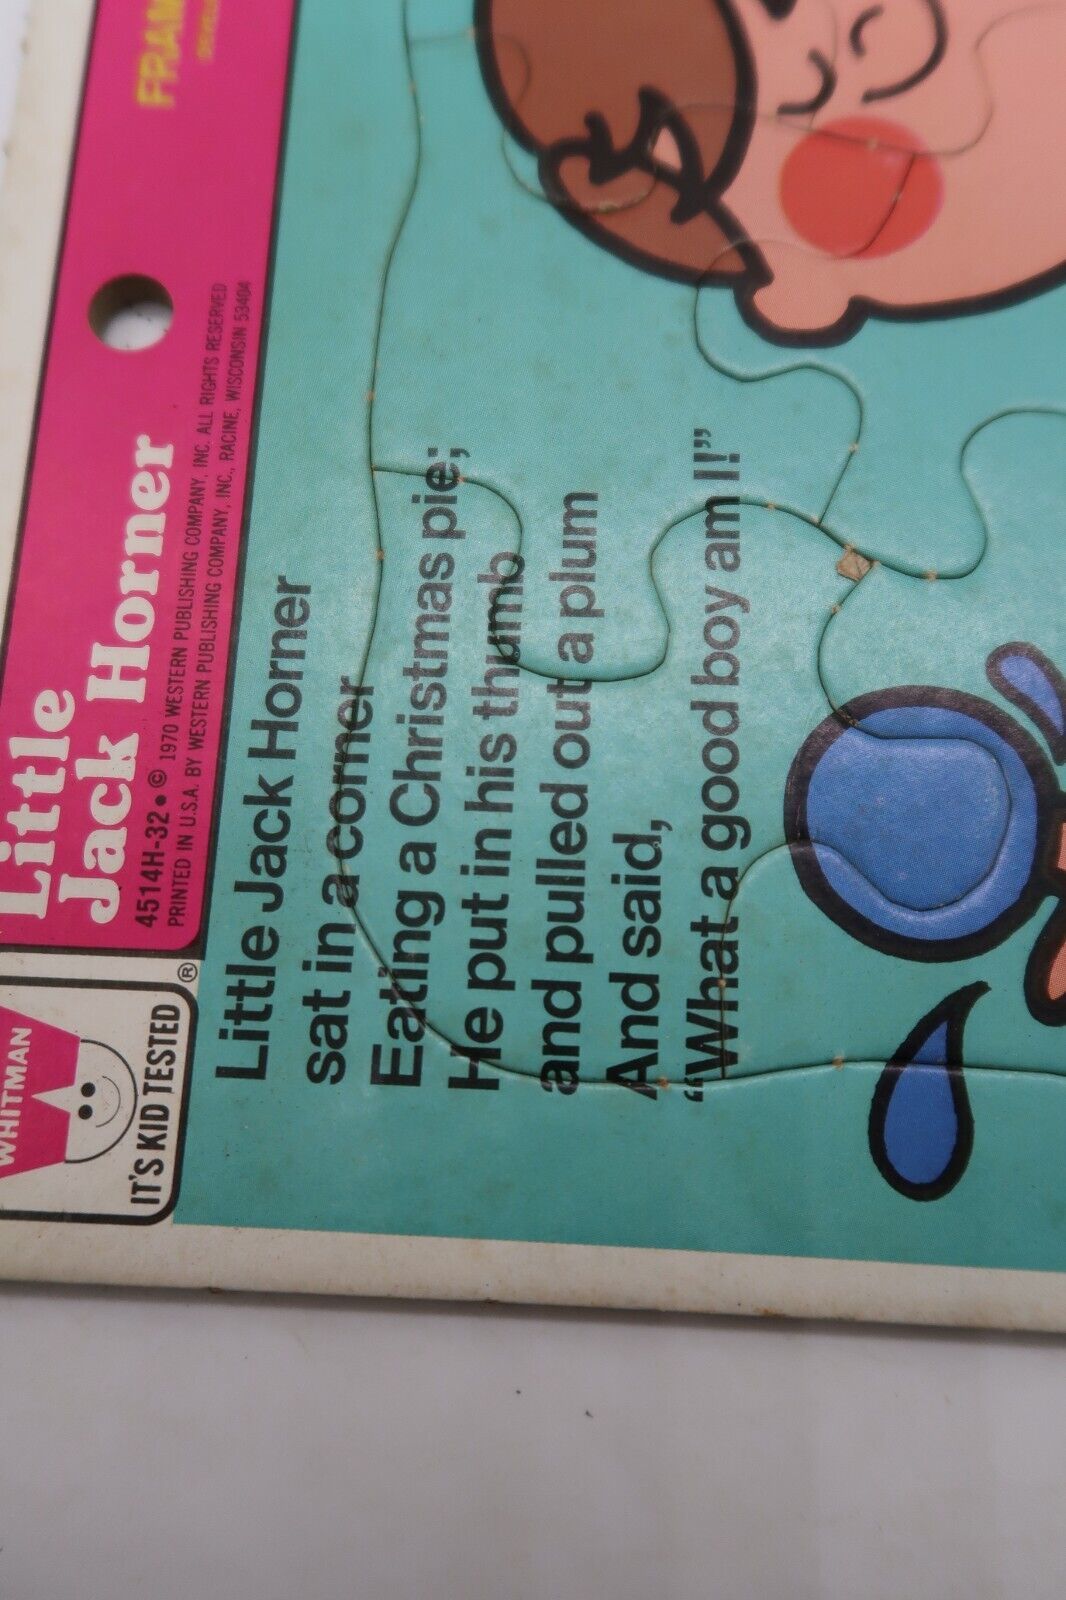 Little
Jack Horner
4514H-32 • © 1970 WESTERN PUBLISHING COMPANY, INC. ALL RIGHTS RESERVED
PRINTED IN U.S.A. BY WESTERN PUBLISHING COMPANY, INC., RACINE, WISCONSIN 53404
WHITMAN
IT'S KID TESTED
®
Little Jack Horner
sat in a corner
Eating a Christmas pie;
He put in his thumb
and pulled out a plum
And said,
“What a good boy am I!”